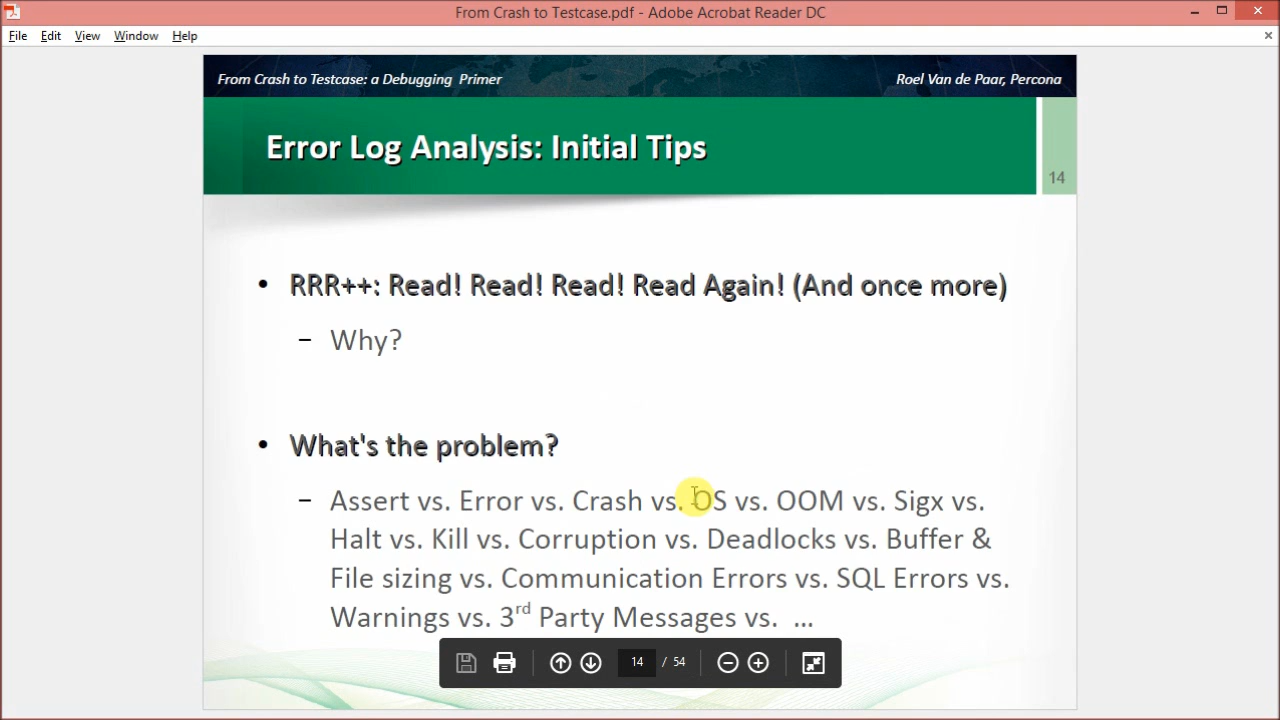 From Crash to Testcase.pdf - Adobe Acrobat Reader DC
File Edit View Window Help
From Crash to Testcase: a Debugging Primer
Roel Van de Paar, Percona
Error Log Analysis: Initial Tips
14
• RRR++: Read! Read! Read! Read Again! (And once more)
– Why?
• What's the problem?
– Assert vs. Error vs. Crash vs. OS vs. OOM vs. Sigx vs.
Halt vs. Kill vs. Corruption vs. Deadlocks vs. Buffer &
File sizing vs. Communication Errors vs. SQL Errors vs.
Warnings vs. 3rd Party Messages vs. ...
14 / 54